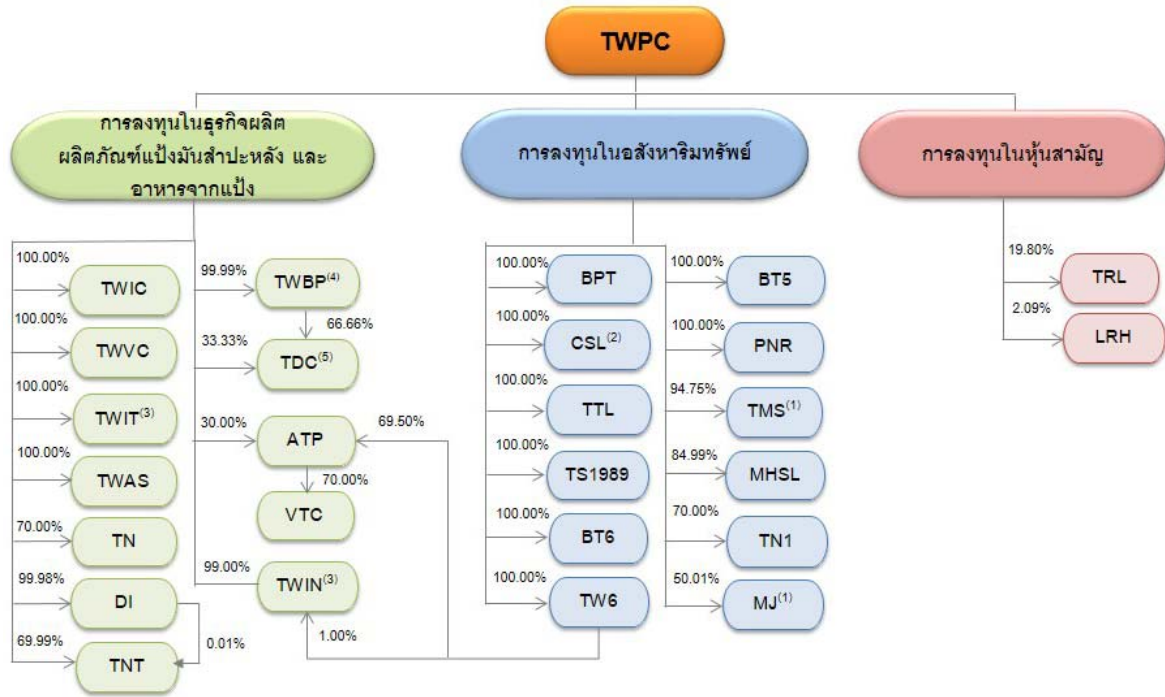 TWPC
การลงทุนในธุรกิจผลิต
ผลิตภัณฑ์แป้งมันสำปะหลัง และ
อาหารจากแป้ง
100.00%
TWIC
100.00%
TWVC
100.00%
TWIT(3)
100.00%
TWAS
70.00%
TN
99.98%
DI
69.99%
0.01%
TNT
99.99%
TWBP(4)
66.66%
33.33%
TDC(5)
30.00%
ATP
69.50%
70.00%
VTC
99.00%
TWIN(3)
1.00%
การลงทุนในอสังหาริมทรัพย์
100.00%
BPT
100.00%
CSL(2)
100.00%
TTL
100.00%
TS1989
100.00%
BT6
100.00%
TW6
100.00%
BT5
100.00%
PNR
94.75%
TMS(1)
84.99%
MHSL
70.00%
TN1
50.01%
MJ(1)
การลงทุนในหุ้นสามัญ
19.80%
TRL
2.09%
LRH